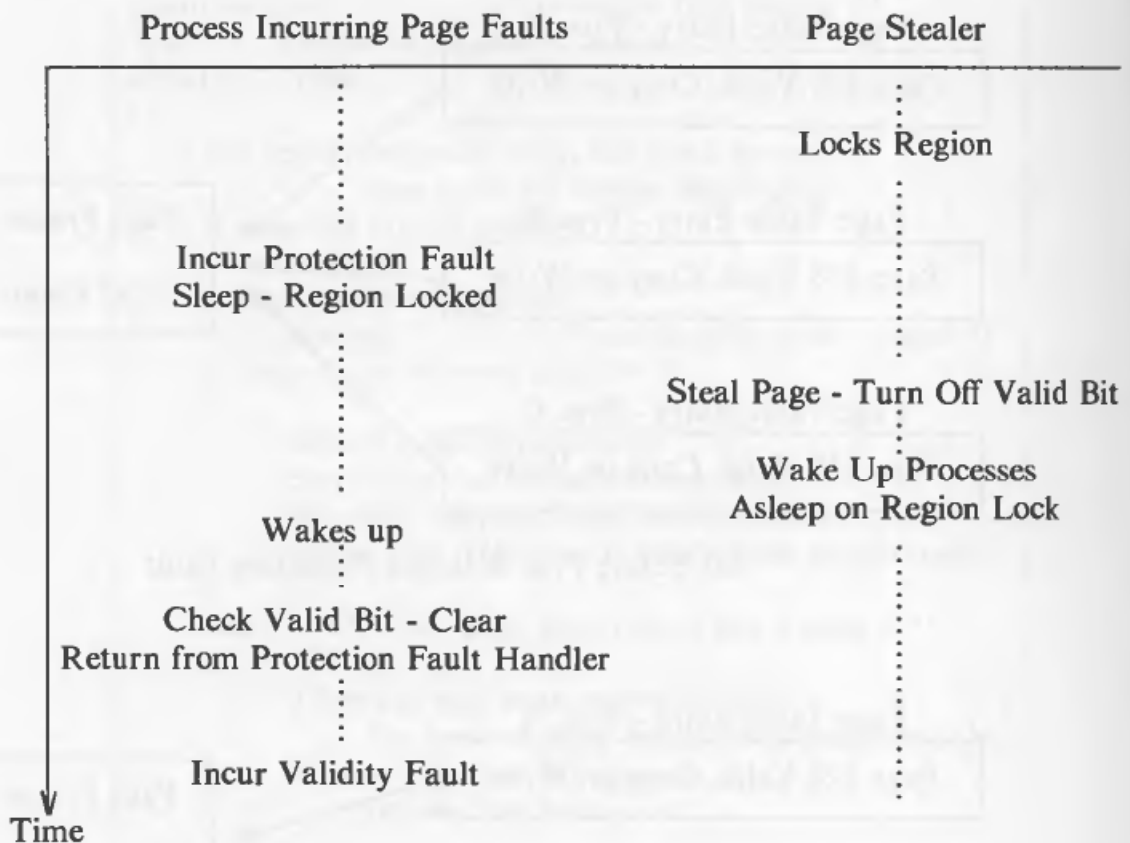 Process Incurring Page Faults
Page Stealer
Locks Region
Incur Protection Fault
Sleep - Region Locked
Steal Page - Turn Off Valid Bit
Wake Up Processes
Asleep on Region Lock
Wakes up
Check Valid Bit - Clear
Return from Protection Fault Handler
Incur Validity Fault
Time